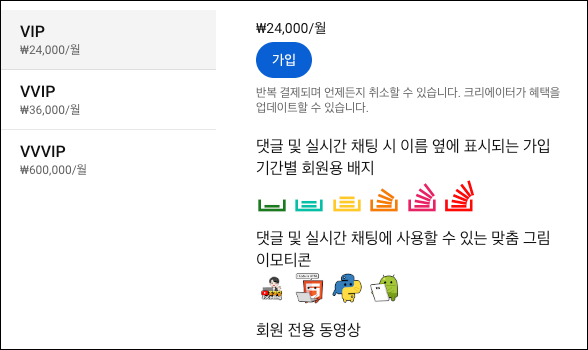 VIP
₩24,000/월
VVIP
₩36,000/월
VVVIP
₩600,000/월
₩24,000/월
가입
반복 결제되며 언제든지 취소할 수 있습니다. 크리에이터가 혜택을
업데이트할 수 있습니다.
댓글 및 실시간 채팅 시 이름 옆에 표시되는 가입
기간별 회원용 배지
댓글 및 실시간 채팅에 사용할 수 있는 맞춤 그림
이모티콘
회원 전용 동영상